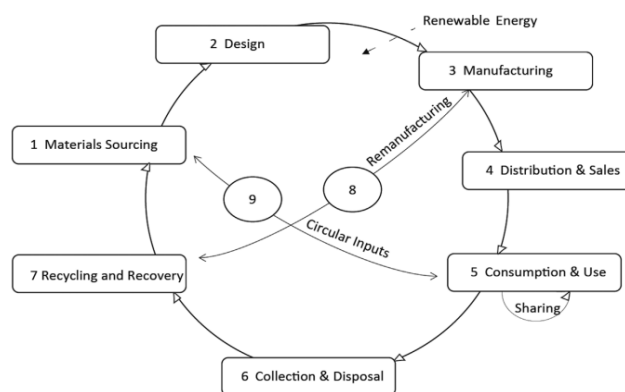 Renewable Energy
2 Design
3 Manufacturing
Remanufacturing
1 Materials Sourcing
4 Distribution & Sales
8
9
Circular Inputs
7 Recycling and Recovery
5 Consumption & Use
Sharing
6 Collection & Disposal